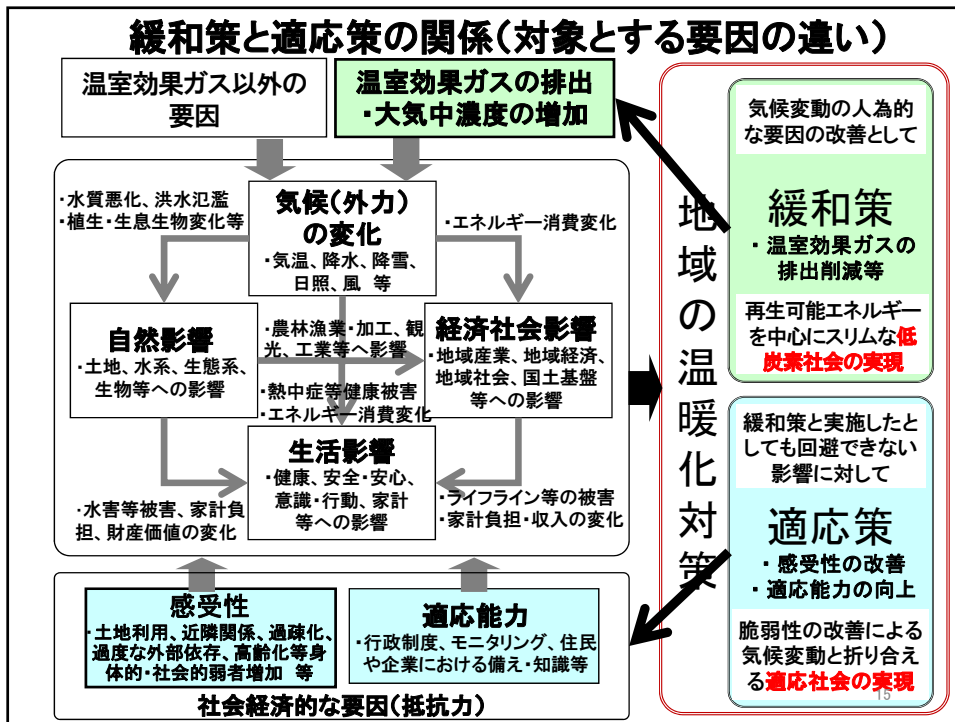 緩和策と適応策の関係（対象とする要因の違い）
温室効果ガス以外の
要因
温室効果ガスの排出
・大気中濃度の増加
・水質悪化、洪水氾濫
・植生・生息生物変化等
気候（外力）
の変化
・気温、降水、降雪、
日照、風 等
・エネルギー消費変化
自然影響
・土地、水系、生態系、
生物等への影響
・農林漁業・加工、観
光、工業等へ影響
経済社会影響
・地域産業、地域経済、
地域社会、国土基盤
等への影響
・熱中症等健康被害
・エネルギー消費変化
生活影響
・健康、安全・安心、
意識・行動、家計
等への影響
・水害等被害、家計負
担、財産価値の変化
・ライフライン等の被害
・家計負担・収入の変化
感受性
・土地利用、近隣関係、過疎化、
過度な外部依存、高齢化等身
体的・社会的弱者増加 等
適応能力
・行政制度、モニタリング、住民
や企業における備え・知識等
社会経済的な要因（抵抗力）
地域の温暖化対策
気候変動の人為的
な要因の改善として
緩和策
・温室効果ガスの
排出削減等
再生可能エネルギー
を中心にスリムな低
炭素社会の実現
緩和策と実施したと
しても回避できない
影響に対して
適応策
・感受性の改善
・適応能力の向上
脆弱性の改善による
気候変動と折り合え
る適応社会の実現
15